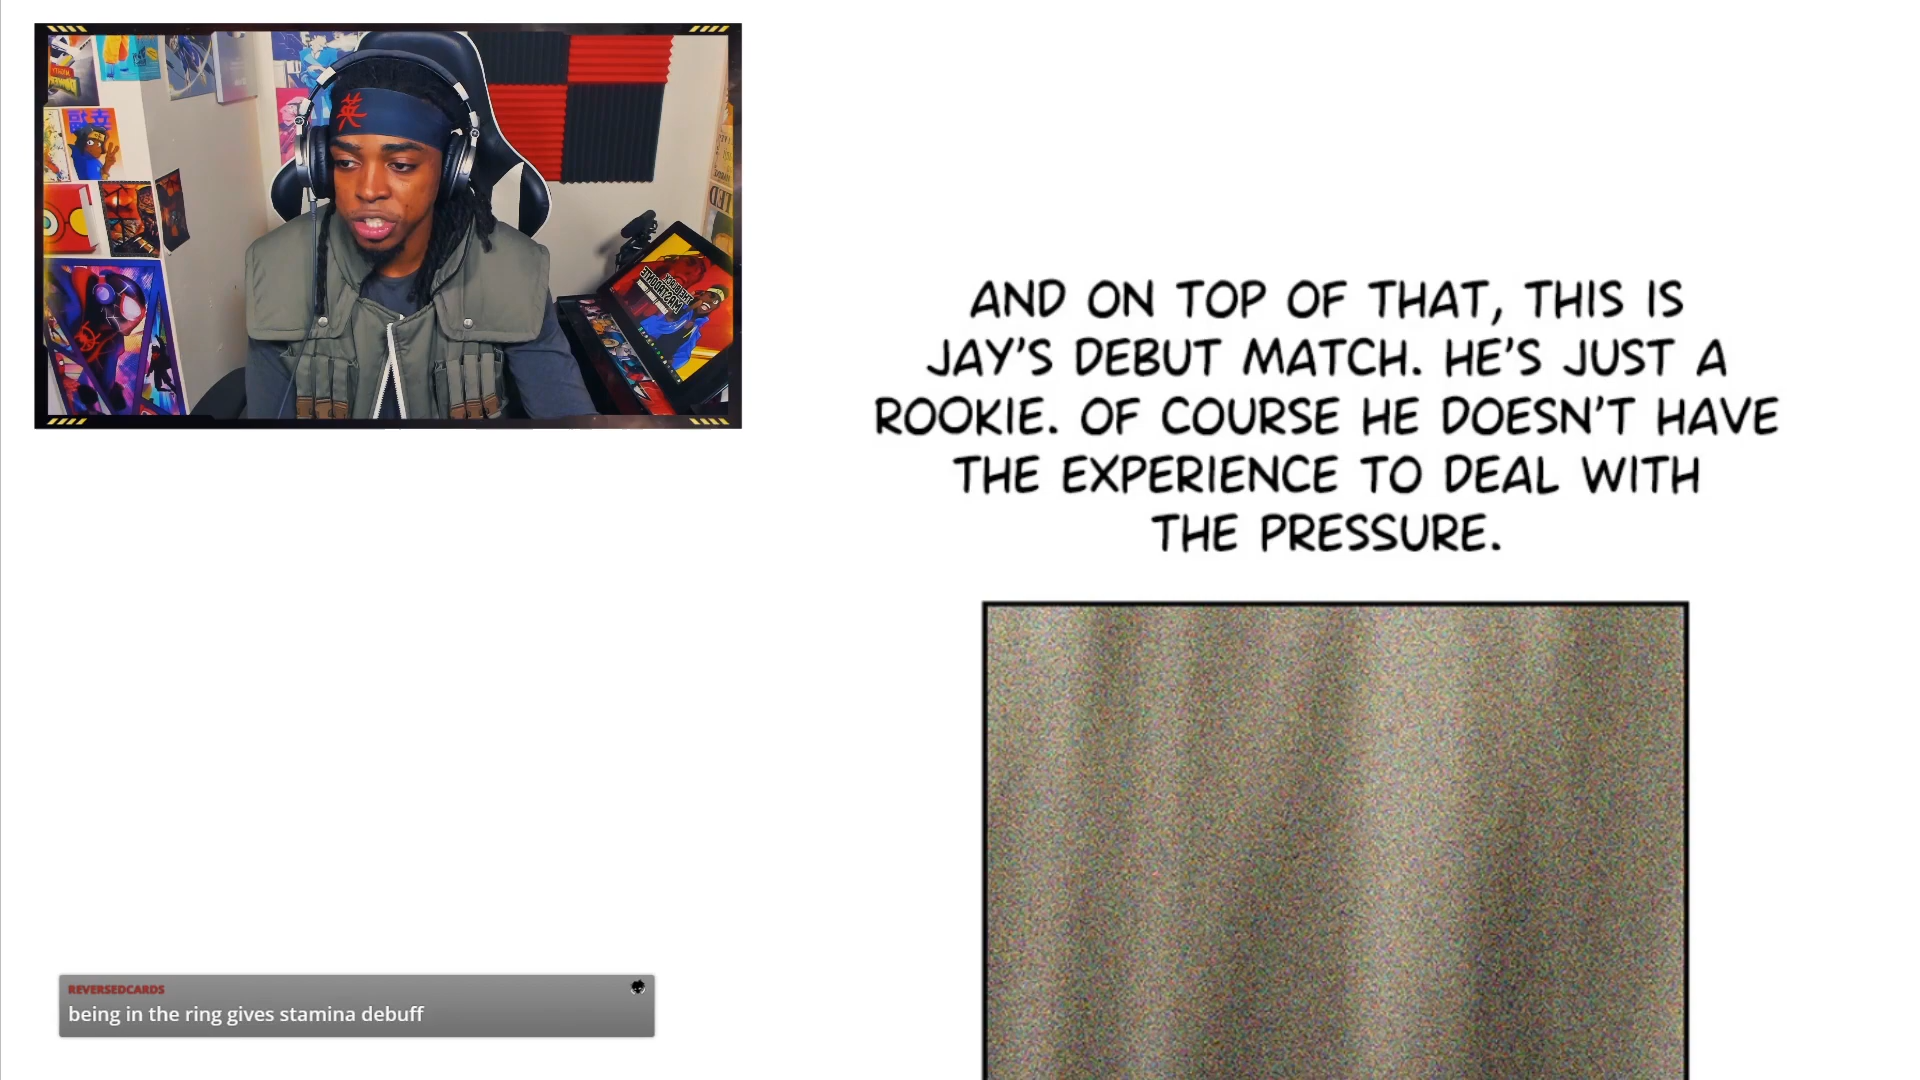 AND ON TOP OF THAT, THIS IS
JAY'S DEBUT MATCH. HE'S JUST A
ROOKIE. OF COURSE HE DOESN'T HAVE
THE EXPERIENCE TO DEAL WITH
THE PRESSURE.
REVERSEDCARDS
being in the ring gives stamina debuff
英